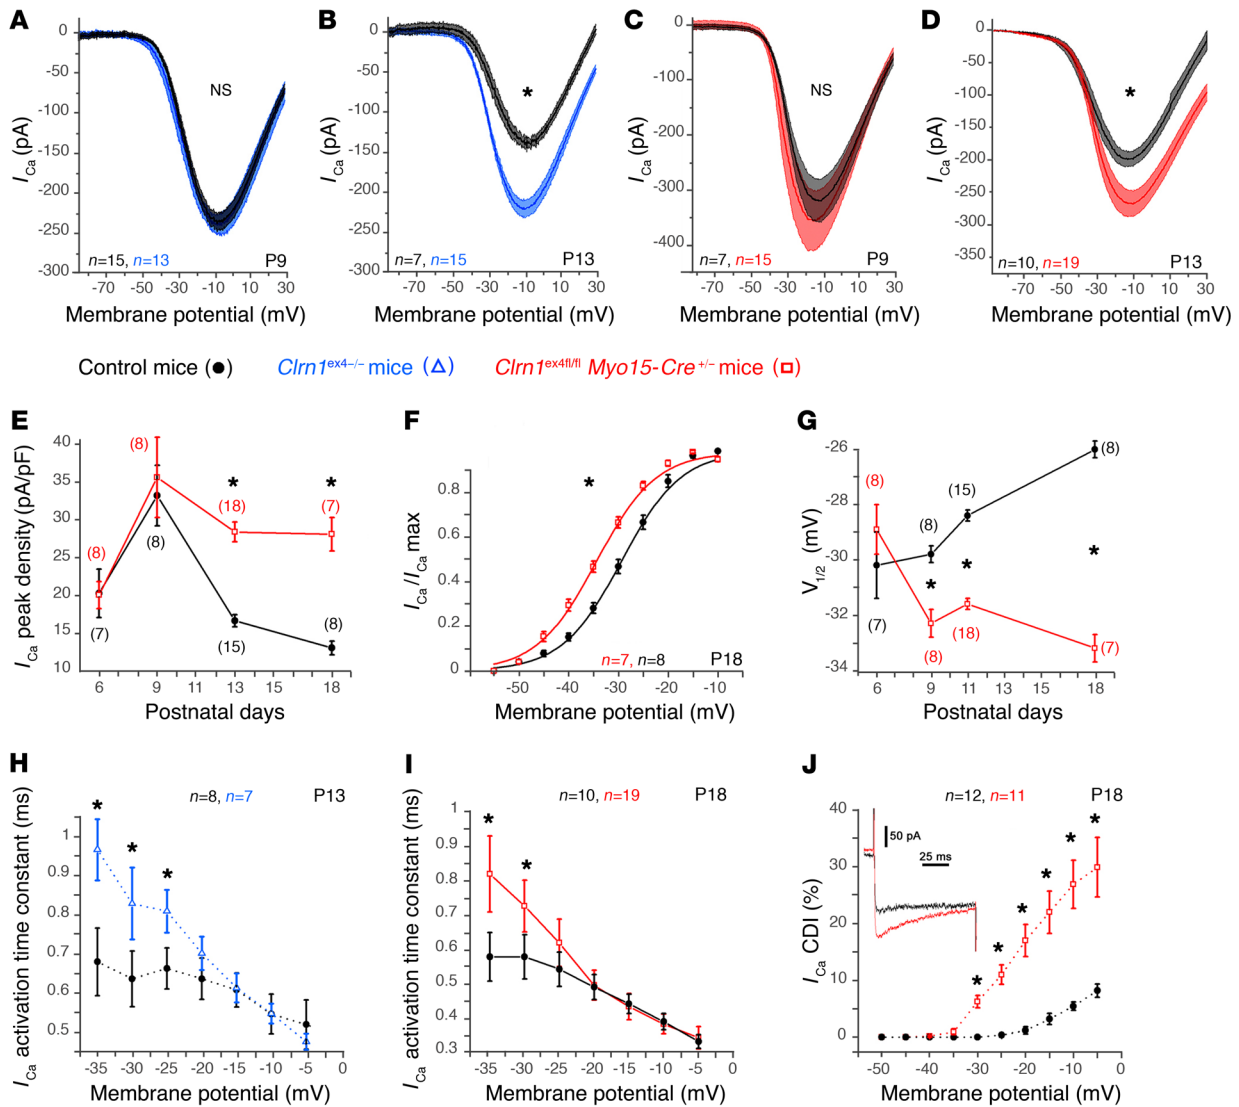 A
B
C
D
I Ca (pA)
0
-50
-100
-150
-200
-250
-300
NS
n=15, n=13
P9
-70 -50 -30 -10 10 30
Membrane potential (mV)
I Ca (pA)
0
-50
-100
-150
-200
-250
-300
*
n=7, n=15
P13
-70 -50 -30 -10 10 30
Membrane potential (mV)
I Ca (pA)
0
-100
-200
-300
-400
NS
n=7, n=15
P9
-70 -50 -30 -10 10 30
Membrane potential (mV)
I Ca (pA)
0
-50
-100
-150
-200
-250
-300
-350
*
n=10, n=19
P13
-70 -50 -30 -10 10 30
Membrane potential (mV)
Control mice (●) Clrn1ex4–/– mice (△) Clrn1ex4fl/fl Myo15-Cre+/– mice (□)
E
I Ca peak density (pA/pF)
40
35
30
25
20
15
10
(8)
(8)
*
*
(18)
(7)
(8)
(7)
(15)
(8)
6 9 11 13 15 18
Postnatal days
F
I Ca/I Ca max
0.8
0.6
0.4
0.2
0
*
n=7, n=8
P18
-50 -40 -30 -20 -10
Membrane potential (mV)
G
V1/2 (mV)
-26
-28
-30
-32
-34
(8)
(8)
(15)
(8)
*
*
*
(7)
(18)
(8)
(7)
6 9 11 13 15 18
Postnatal days
H
I Ca activation time constant (ms)
n=8, n=7
P13
1
0.9
0.8
0.7
0.6
0.5
* * *
-35 -30 -25 -20 -15 -10 -5 0
Membrane potential (mV)
I
I Ca activation time constant (ms)
n=10, n=19
P18
1
0.9
0.8
0.7
0.6
0.5
0.4
0.3
* *
-35 -30 -25 -20 -15 -10 -5 0
Membrane potential (mV)
J
I Ca CDI (%)
n=12, n=11
P18
40
30
20
10
0
50 pA
25 ms
* * * * * *
-50 -40 -30 -20 -10 0
Membrane potential (mV)